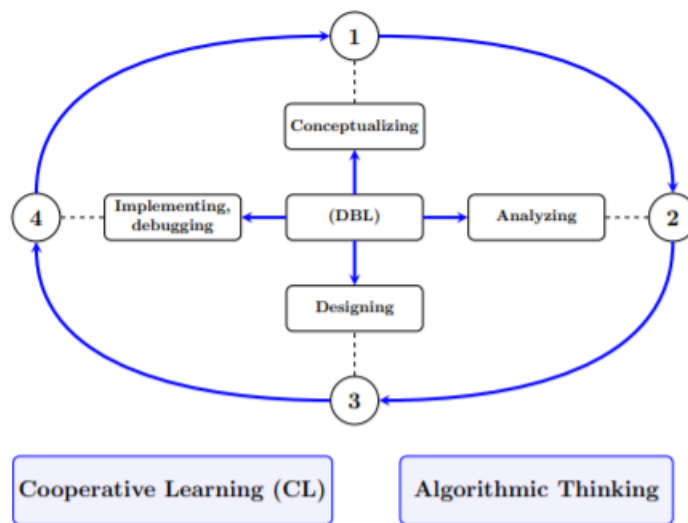 1
Conceptualizing
4
Implementing,
debugging
(DBL)
Analyzing
2
Designing
3
Cooperative Learning (CL)
Algorithmic Thinking